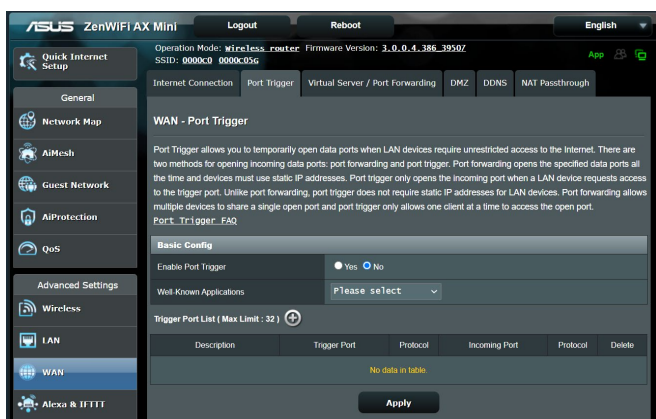 ASUS ZenWiFi AX Mini Logout Reboot English
Quick Internet Setup
Operation Mode: Wireless router Firmware Version: 3.0.0.4.386_39507
SSID: 0000C0 0000C05G
App
Internet Connection Port Trigger Virtual Server / Port Forwarding DMZ DDNS NAT Passthrough
General
Network Map
AiMesh
Guest Network
AiProtection
QoS
Advanced Settings
Wireless
LAN
WAN
Alexa & IFTTT
WAN - Port Trigger
Port Trigger allows you to temporarily open data ports when LAN devices require unrestricted access to the Internet. There are
two methods for opening incoming data ports: port forwarding and port trigger. Port forwarding opens the specified data ports all
the time and devices must use static IP addresses. Port trigger only opens the incoming port when a LAN device requests access
to the trigger port. Unlike port forwarding, port trigger does not require static IP addresses for LAN devices. Port forwarding allows
multiple devices to share a single open port and port trigger only allows one client at a time to access the open port.
Port Trigger FAQ
Basic Config
Enable Port Trigger Yes No
Well-Known Applications Please select
Trigger Port List ( Max Limit : 32 )
Description Trigger Port Protocol Incoming Port Protocol Delete
No data in table.
Apply